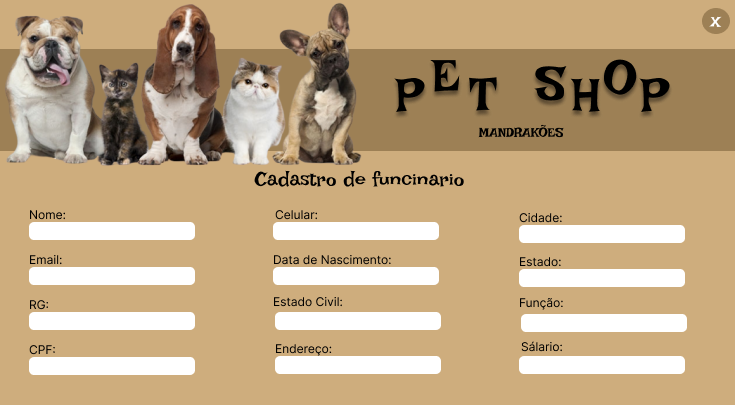 X
PET SHOP
MANDRAKÕES
Cadastro de funcinario
Nome:
Celular:
Cidade:
Email:
Data de Nascimento:
Estado:
RG:
Estado Civil:
Função:
CPF:
Endereço:
Sálario: